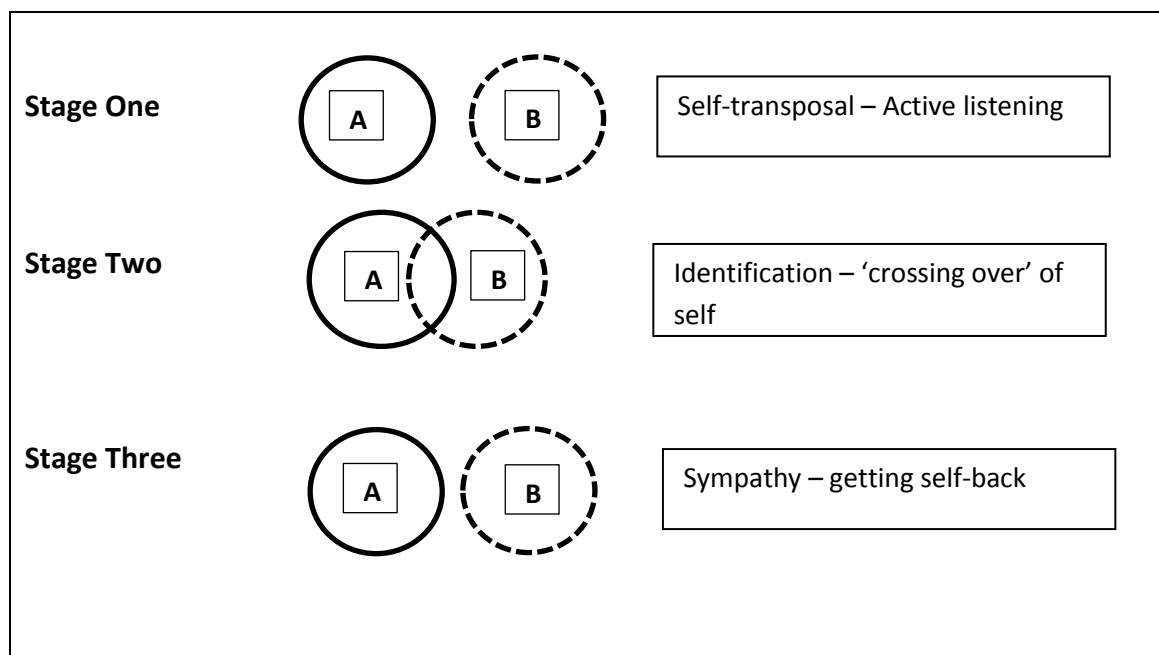 Stage One
A
B
Self-transposal – Active listening
Stage Two
A
B
Identification – ‘crossing over’ of
self
Stage Three
A
B
Sympathy – getting self-back